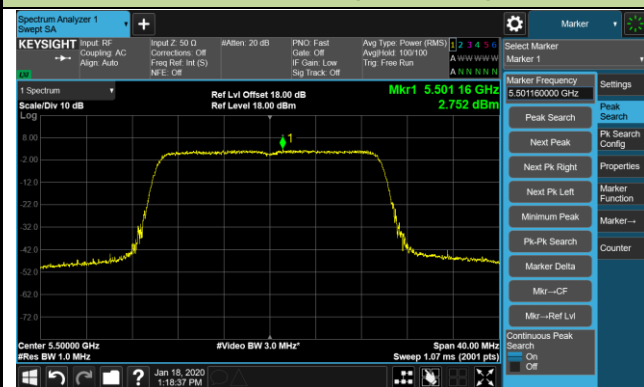 Spectrum Analyzer 1
Swept SA
+
Marker
KEYSIGHT
Input: RF
Coupling: AC
Align: Auto
Input Z: 50 Ω
Corrections: Off
Freq Ref: Int (S)
NFE: Off
#Atten: 20 dB
PNO: Fast
Gate: Off
IF Gain: Low
Sig Track: Off
Avg Type: Power (RMS)
Avg|Hold: 100/100
Trig: Free Run
1 2 3 4 5 6
A W W W W W
A N N N N N
LXI
1 Spectrum
Scale/Div 10 dB
Log
Ref Lvl Offset 18.00 dB
Ref Level 18.00 dBm
Mkr1 5.501 16 GHz
2.752 dBm
1
8.00
-2.00
-12.0
-22.0
-32.0
-42.0
-52.0
-62.0
-72.0
Center 5.50000 GHz
#Res BW 1.0 MHz
#Video BW 3.0 MHz*
Span 40.00 MHz
Sweep 1.07 ms (2001 pts)
?
Jan 18, 2020
1:18:37 PM
Select Marker
Marker 1
Marker Frequency
5.501160000 GHz
Peak Search
Next Peak
Next Pk Right
Next Pk Left
Minimum Peak
Pk-Pk Search
Marker Delta
Mkr→CF
Mkr→Ref Lvl
Continuous Peak
Search
On
Off
Settings
Peak
Search
Pk Search
Config
Properties
Marker
Function
Marker→
Counter